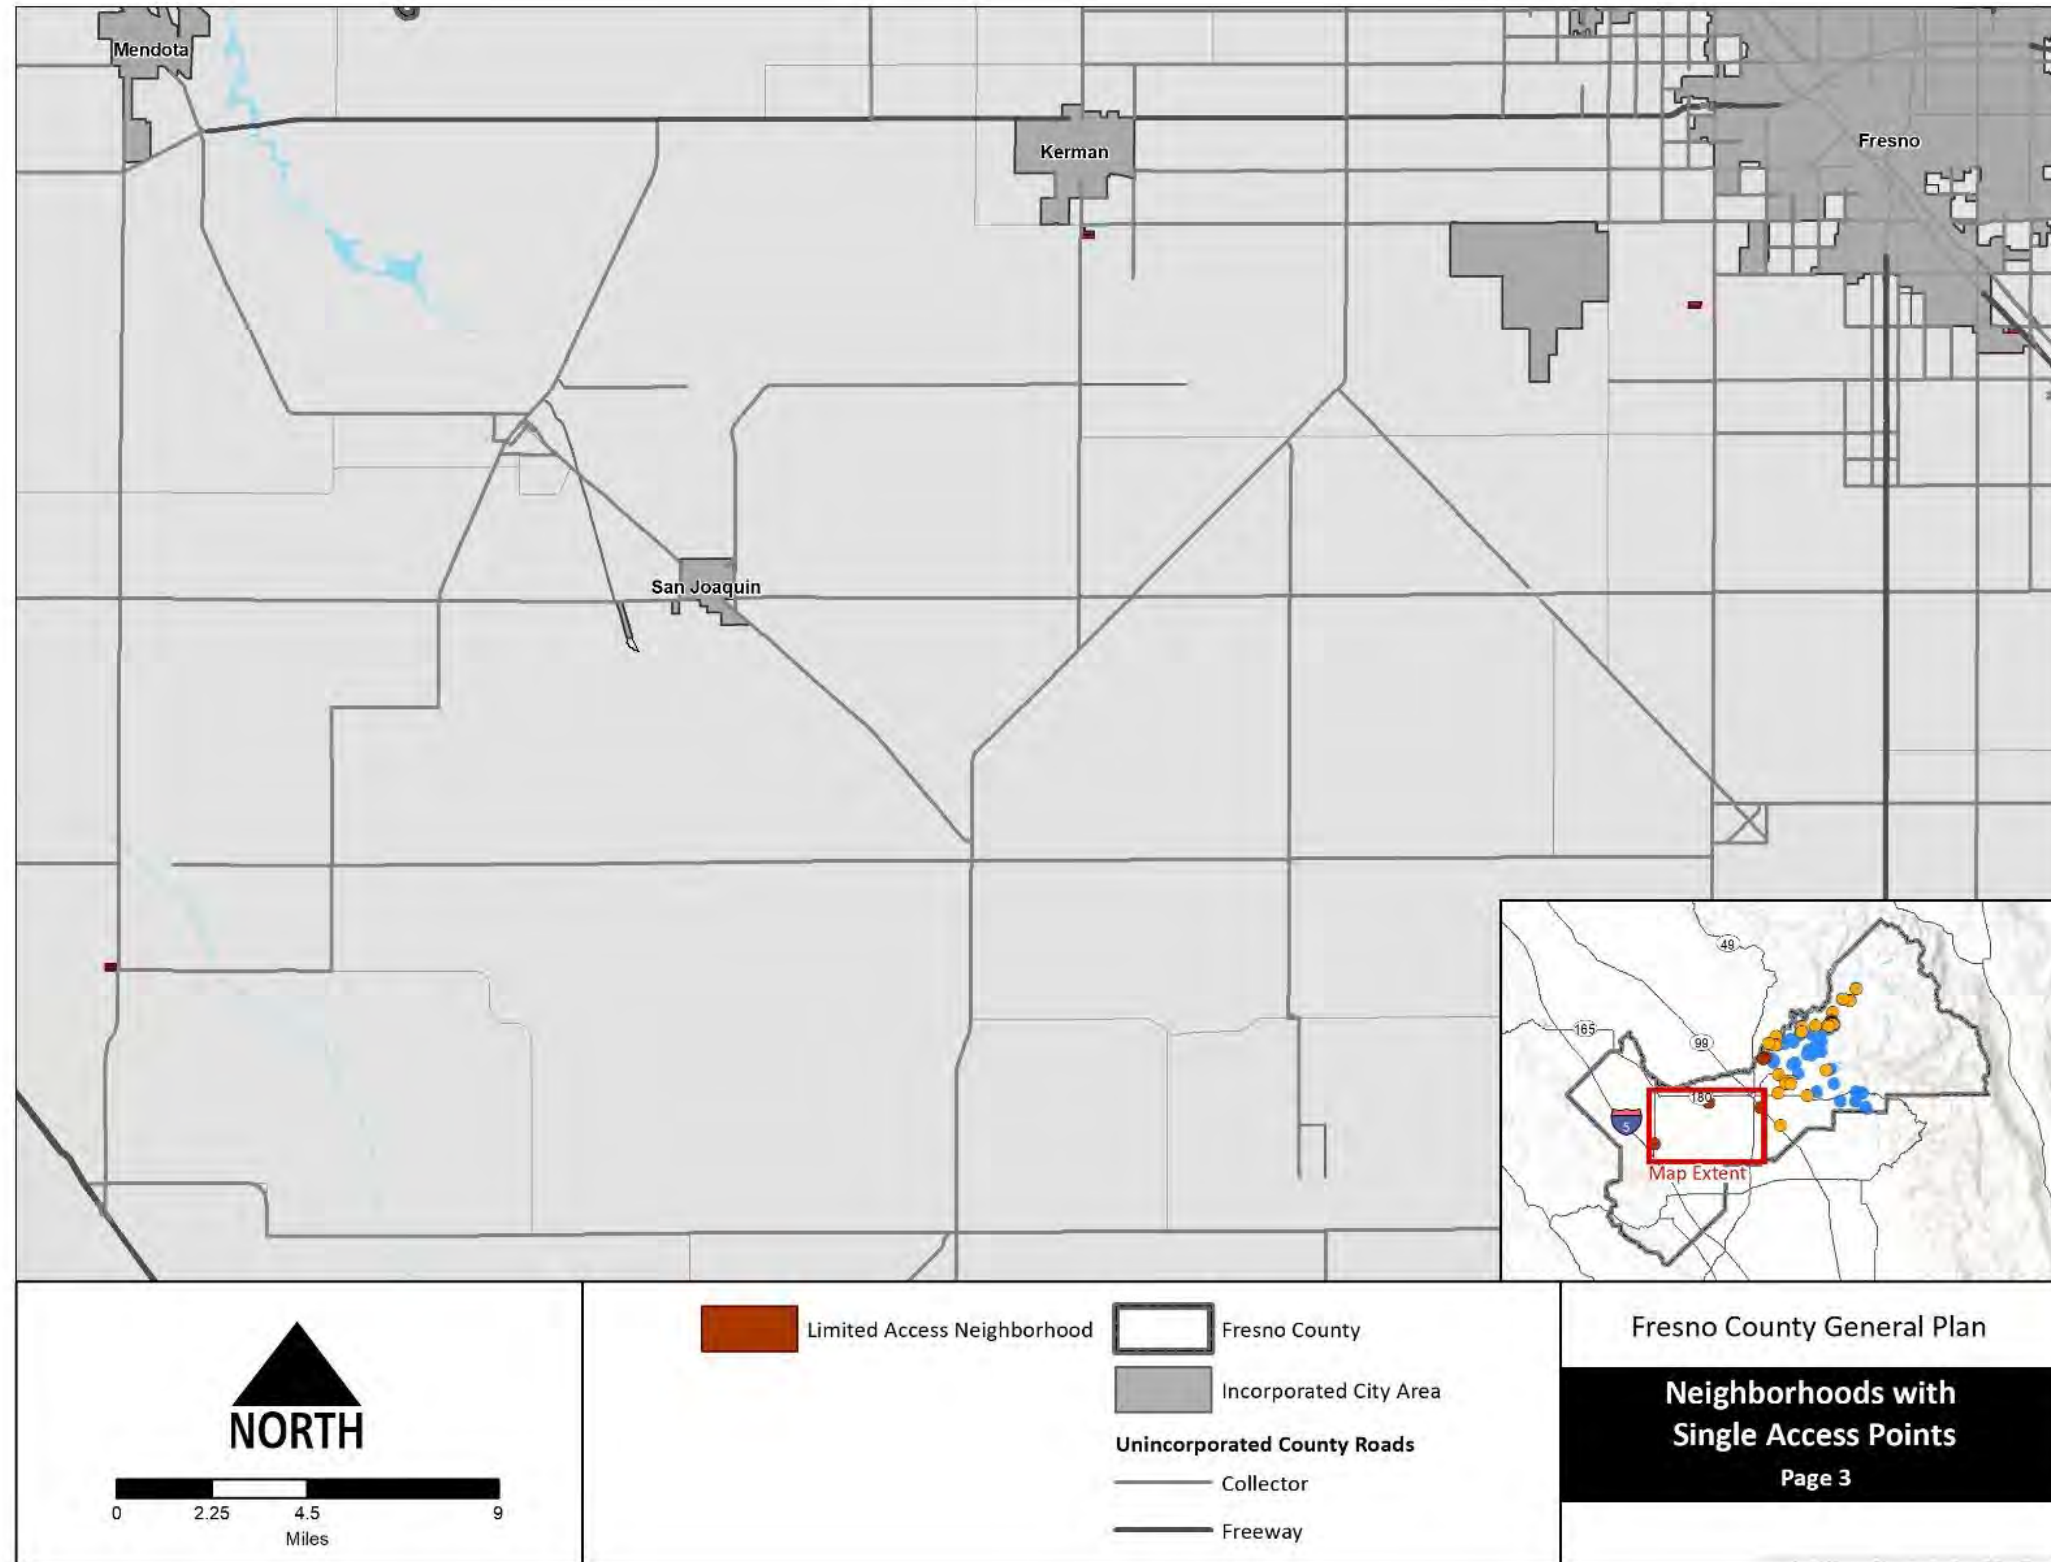 Mendota
Kerman
Fresno
San Joaquin
49
165
99
180
5
Map Extent
NORTH
0 2.25 4.5 9
Miles
Limited Access Neighborhood
Fresno County
Incorporated City Area
Unincorporated County Roads
Collector
Freeway
Fresno County General Plan
Neighborhoods with
Single Access Points
Page 3